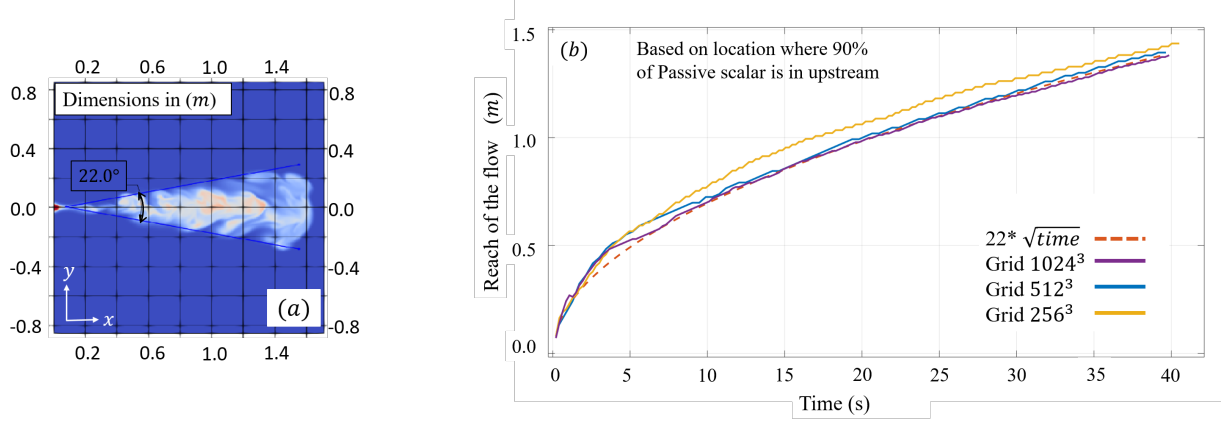 0.2 0.6 1.0 1.4
Dimensions in (m)
0.8 0.8
0.4 0.4
22.0°
0.0 0.0
-0.4 -0.4
y
x
(a)
-0.8 -0.8
0.2 0.6 1.0 1.4
(b)
Based on location where 90%
of Passive scalar is in upstream
Reach of the flow (m)
1.5
1.0
0.5
0.0
22* √time
Grid 1024³
Grid 512³
Grid 256³
0 5 10 15 20 25 30 35 40
Time (s)